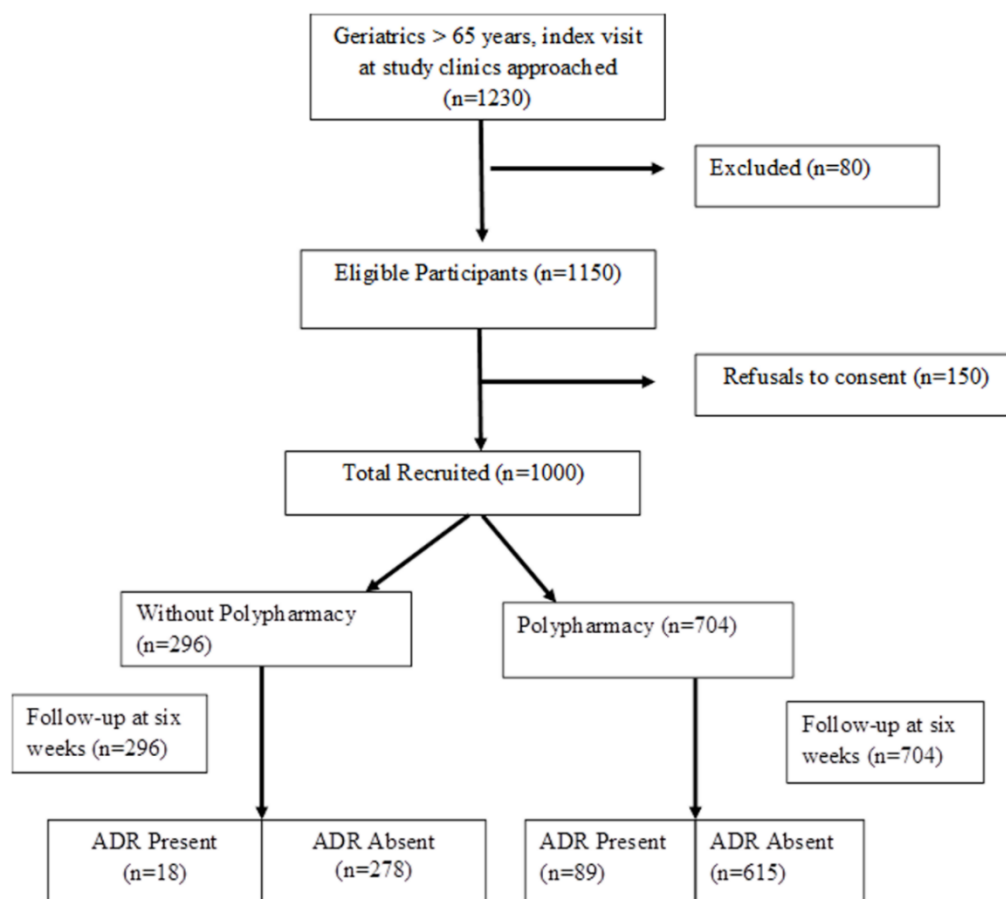 Geriatrics > 65 years, index visit
at study clinics approached
(n=1230)
Excluded (n=80)
Eligible Participants (n=1150)
Refusals to consent (n=150)
Total Recruited (n=1000)
Without Polypharmacy
(n=296)
Polypharmacy (n=704)
Follow-up at six
weeks (n=296)
Follow-up at six
weeks (n=704)
ADR Present
(n=18)
ADR Absent
(n=278)
ADR Present
(n=89)
ADR Absent
(n=615)